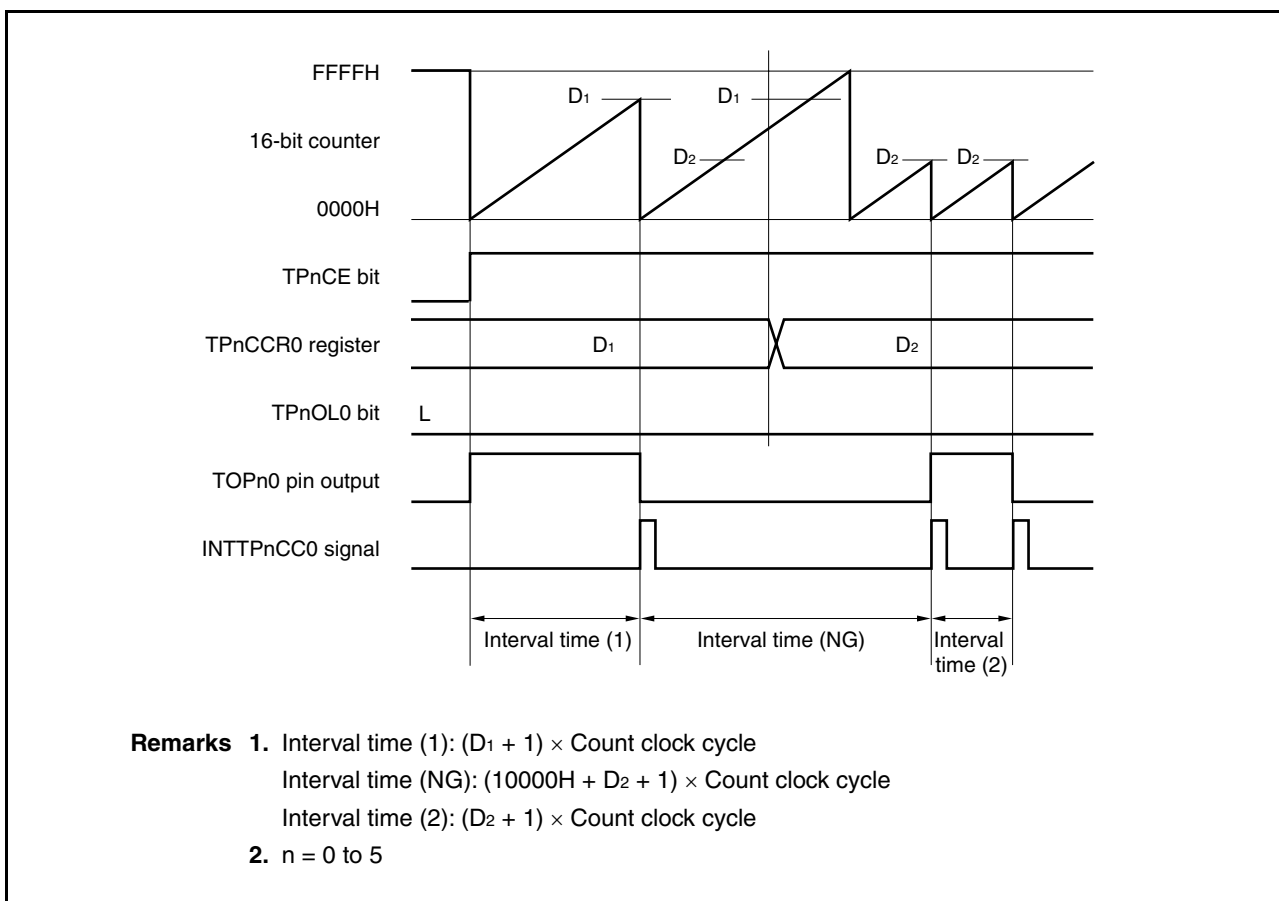 FFFFH
D1 D1
16-bit counter
D2 D2 D2
0000H
TPnCE bit
TPnCCR0 register D1 D2
TPnOL0 bit L
TOPn0 pin output
INTTPnCC0 signal
Interval time (1) Interval time (NG) Interval
time (2)
Remarks 1. Interval time (1): (D1 + 1) × Count clock cycle
Interval time (NG): (10000H + D2 + 1) × Count clock cycle
Interval time (2): (D2 + 1) × Count clock cycle
2. n = 0 to 5